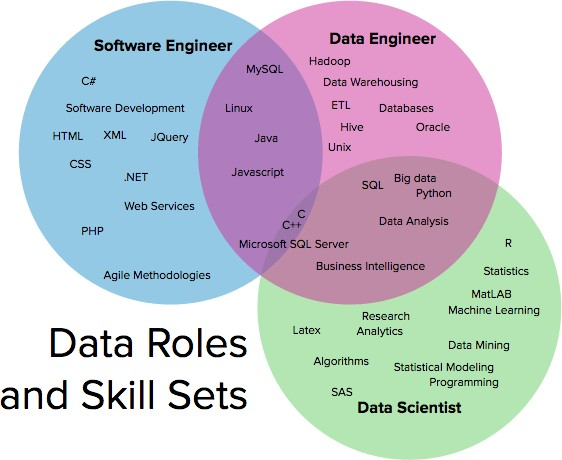 Software Engineer
C#
Software Development
HTML
XML
JQuery
CSS
.NET
Web Services
PHP
Agile Methodologies
MySQL
Linux
Java
Javascript
C
C++
Microsoft SQL Server
Data Engineer
Hadoop
Data Warehousing
ETL
Databases
Hive
Oracle
Unix
SQL
Big data
Python
Data Analysis
Business Intelligence
R
Statistics
MatLAB
Machine Learning
Latex
Research
Analytics
Data Mining
Algorithms
Statistical Modeling
Programming
SAS
Data Scientist
Data Roles
and Skill Sets